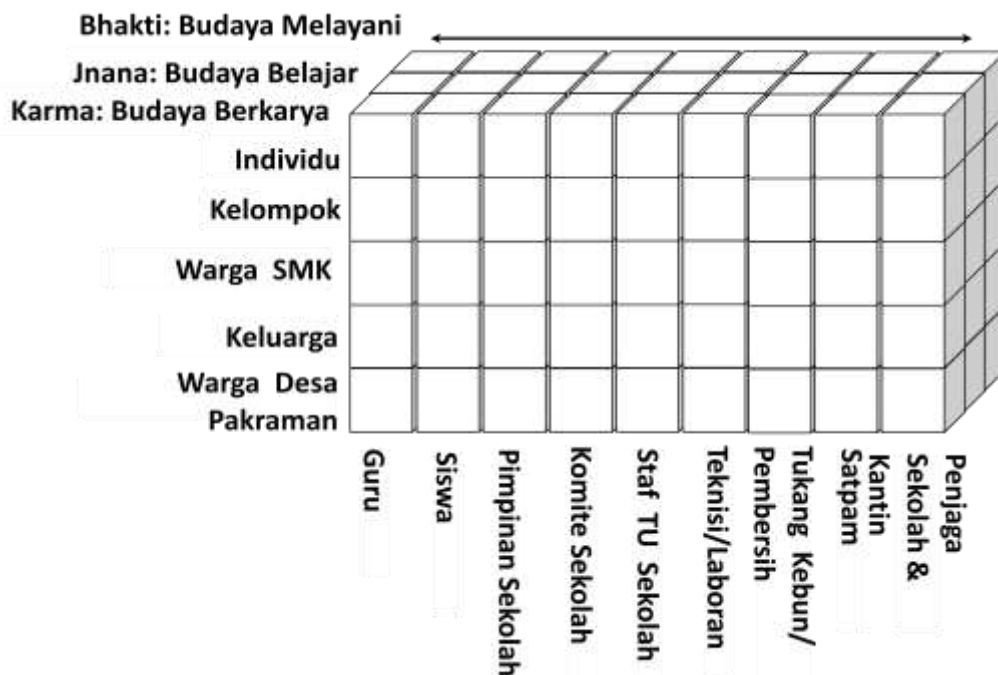 Bhakti: Budaya Melayani
Jnana: Budaya Belajar
Karma: Budaya Berkarya
Individu
Kelompok
Warga SMK
Keluarga
Warga Desa
Pakraman
Guru
Siswa
Pimpinan Sekolah
Komite Sekolah
Staf TU Sekolah
Teknisi/Laboran
Tukang Kebun/
Pembersih
Kantin
Satpam
Penjaga
Sekolah &